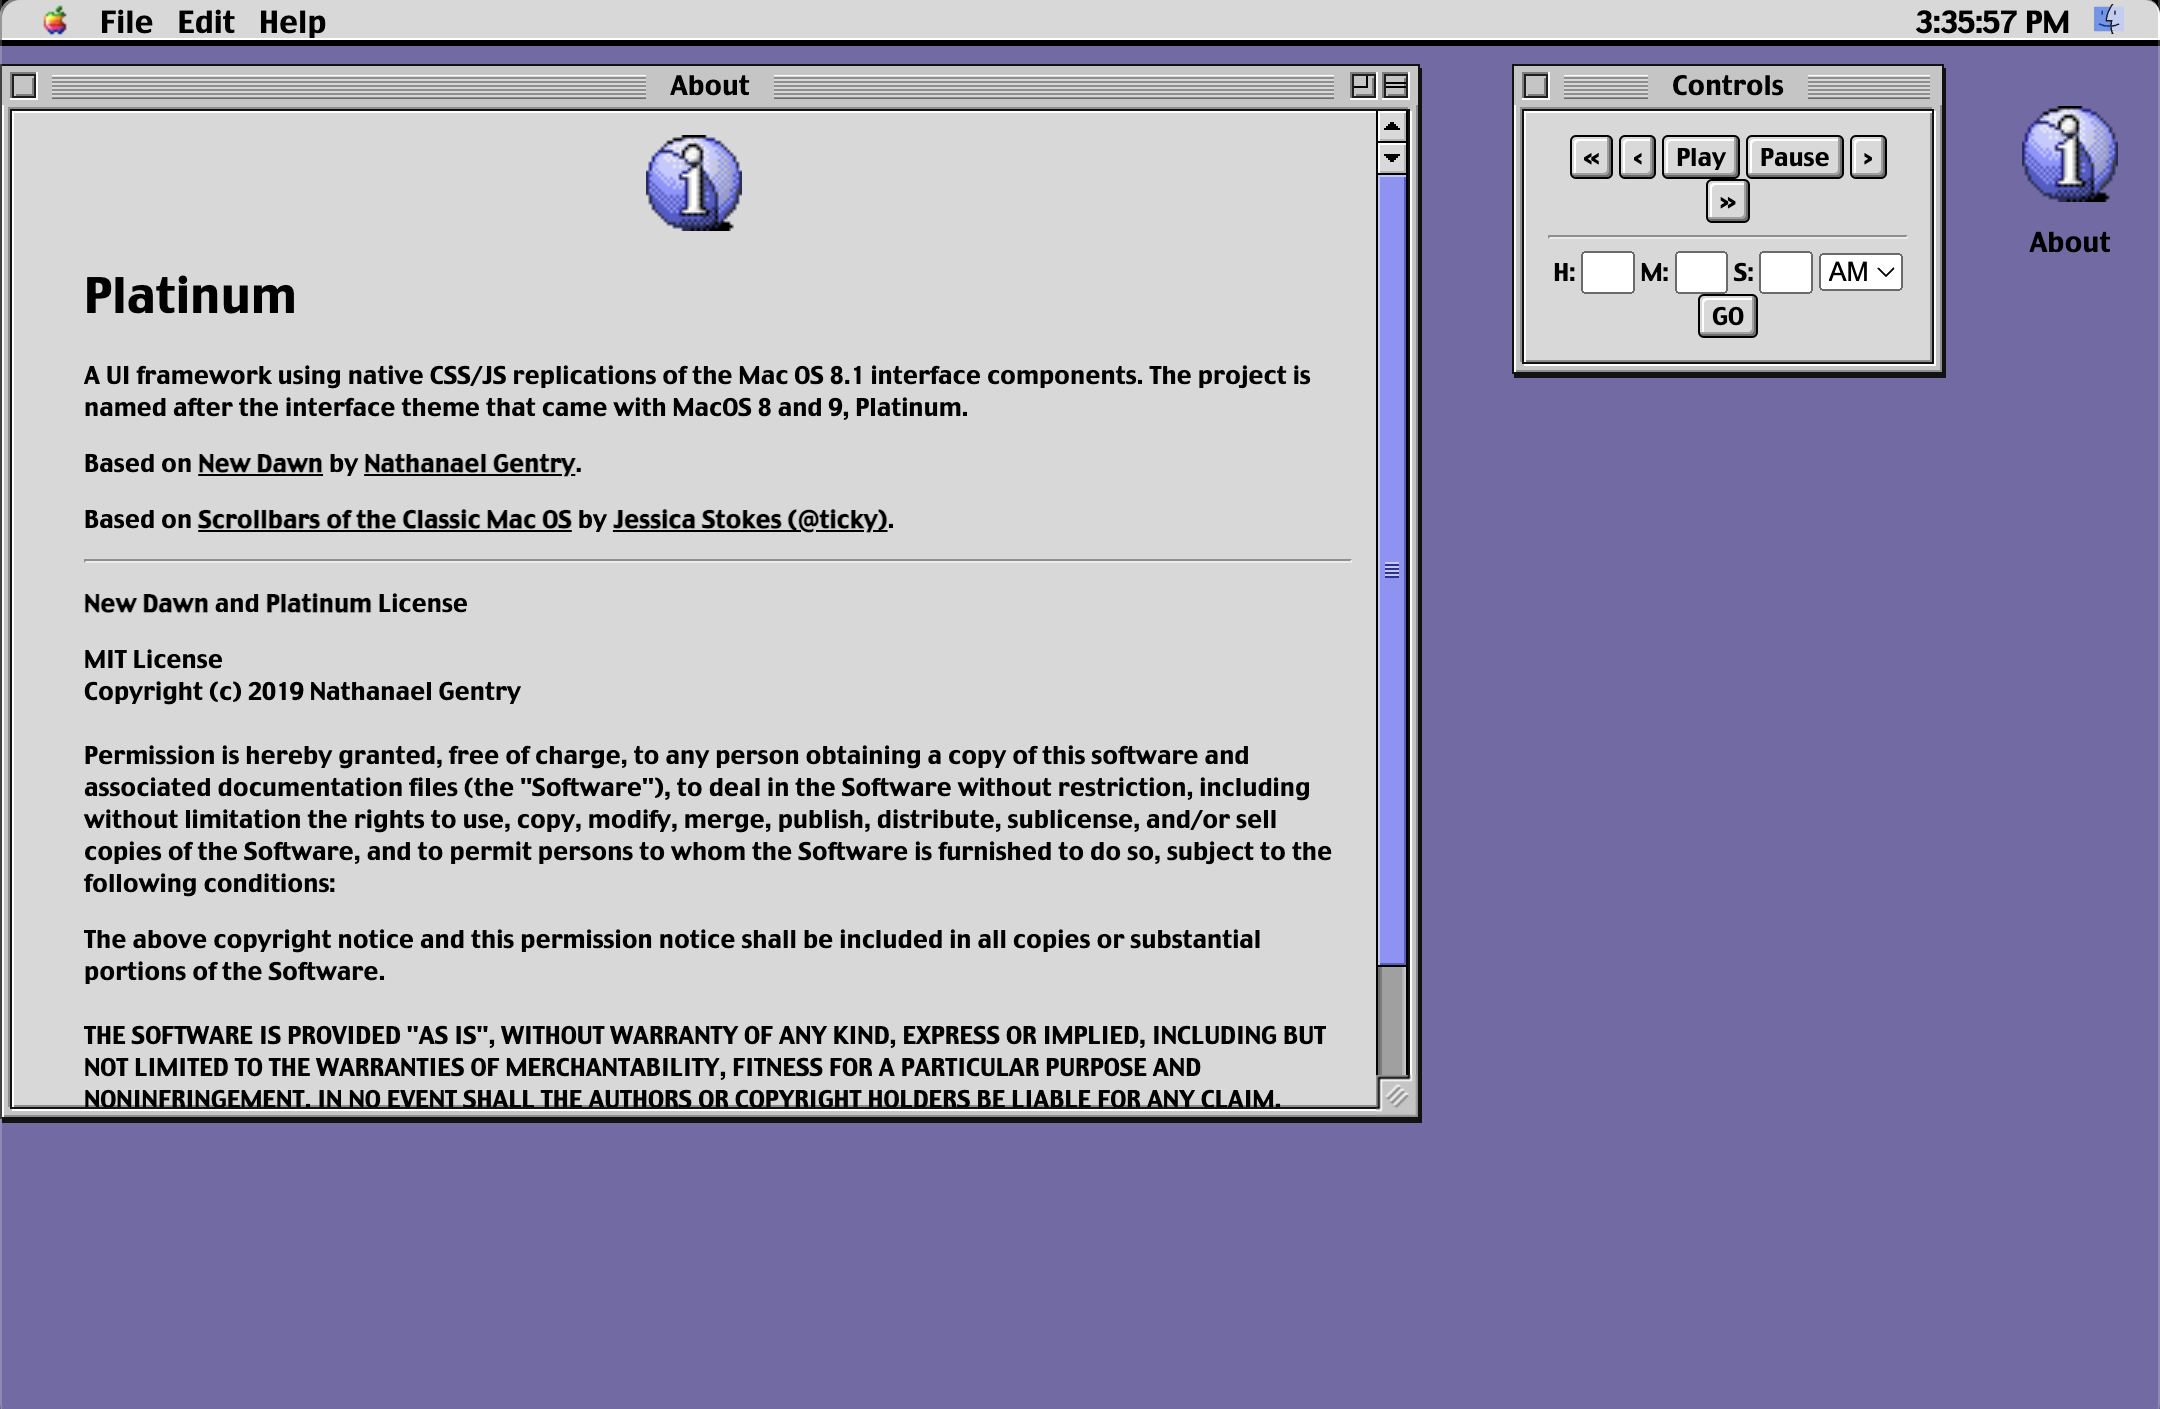 File Edit Help
3:35:57 PM
About
Platinum
A UI framework using native CSS/JS replications of the Mac OS 8.1 interface components. The project is
named after the interface theme that came with MacOS 8 and 9, Platinum.
Based on New Dawn by Nathanael Gentry.
Based on Scrollbars of the Classic Mac OS by Jessica Stokes (@ticky).
New Dawn and Platinum License
MIT License
Copyright (c) 2019 Nathanael Gentry
Permission is hereby granted, free of charge, to any person obtaining a copy of this software and
associated documentation files (the "Software"), to deal in the Software without restriction, including
without limitation the rights to use, copy, modify, merge, publish, distribute, sublicense, and/or sell
copies of the Software, and to permit persons to whom the Software is furnished to do so, subject to the
following conditions:
The above copyright notice and this permission notice shall be included in all copies or substantial
portions of the Software.
THE SOFTWARE IS PROVIDED "AS IS", WITHOUT WARRANTY OF ANY KIND, EXPRESS OR IMPLIED, INCLUDING BUT
NOT LIMITED TO THE WARRANTIES OF MERCHANTABILITY, FITNESS FOR A PARTICULAR PURPOSE AND
NONINFRINGEMENT. IN NO EVENT SHALL THE AUTHORS OR COPYRIGHT HOLDERS BE LIABLE FOR ANY CLAIM,
Controls
« < Play Pause >
»
H: M: S: AM
GO
About